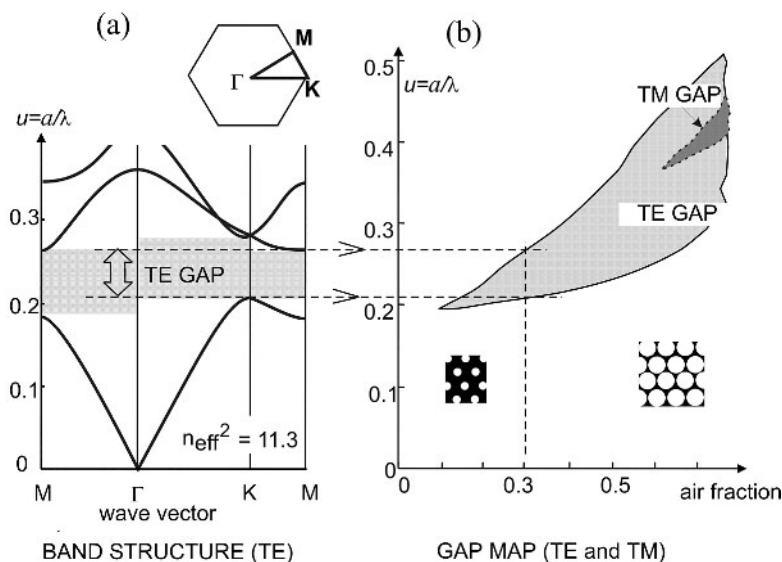 (a)
M
Γ
K
u=a/λ
0.3
0.2
0.1
0
TE GAP
n_eff² = 11.3
M Γ K M
wave vector
BAND STRUCTURE (TE)
(b)
0.5
u=a/λ
0.4
0.3
0.2
0.1
0
TM GAP
TE GAP
0 0.3 0.5
air fraction
GAP MAP (TE and TM)